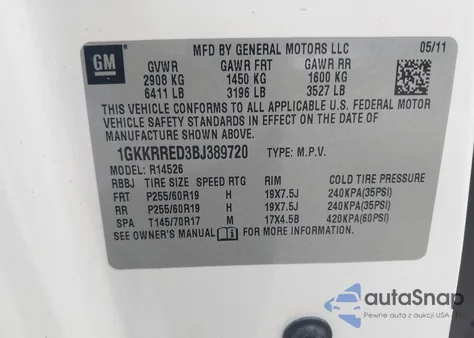 MFD BY GENERAL MOTORS LLC 05/11
GM
GVWR GAWR FRT GAWR RR
2908 KG 1450 KG 1600 KG
6411 LB 3196 LB 3527 LB
THIS VEHICLE CONFORMS TO ALL APPLICABLE U.S. FEDERAL MOTOR
VEHICLE SAFETY STANDARDS IN EFFECT ON THE DATE OF
MANUFACTURE SHOWN ABOVE.
1GKKRRED3BJ389720 TYPE: M.P.V.
MODEL: R14526
RBBJ TIRE SIZE SPEED RTG RIM COLD TIRE PRESSURE
FRT P255/60R19 H 19X7.5J 240KPA(35PSI)
RR P255/60R19 H 19X7.5J 240KPA(35PSI)
SPA T145/70R17 M 17X4.5B 420KPA(60PSI)
SEE OWNER'S MANUAL FOR ADDITIONAL INFORMATION.
autoSnap
Pewne auta z USA